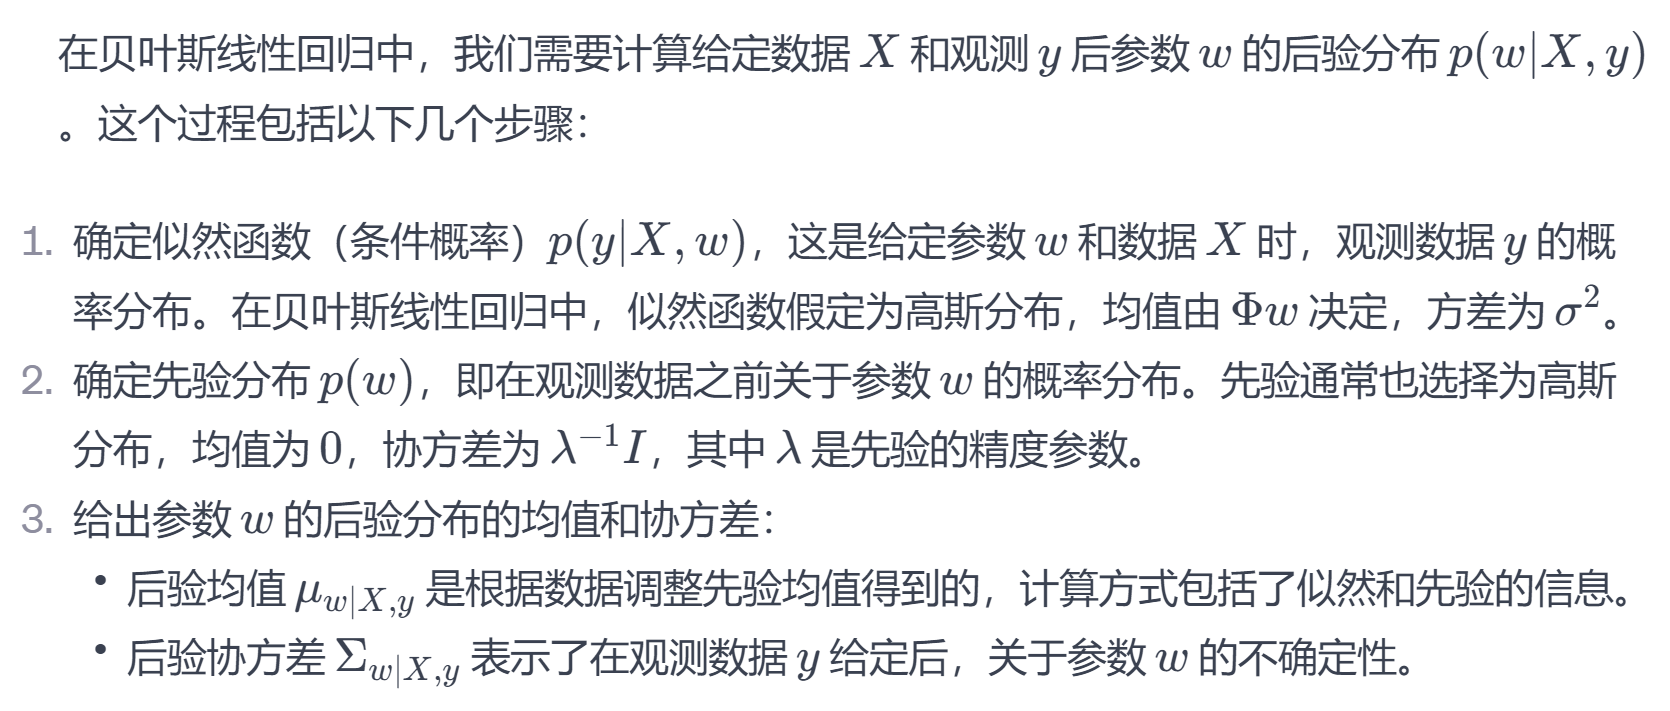 在贝叶斯线性回归中，我们需要计算给定数据 X 和观测 y 后参数 w 的后验分布 p(w|X, y)
。这个过程包括以下几个步骤：
1. 确定似然函数（条件概率）p(y|X, w)，这是给定参数 w 和数据 X 时，观测数据 y 的概
率分布。在贝叶斯线性回归中，似然函数假定为高斯分布，均值由 Φw 决定，方差为 σ²。
2. 确定先验分布 p(w)，即在观测数据之前关于参数 w 的概率分布。先验通常也选择为高斯
分布，均值为 0，协方差为 λ⁻¹I，其中 λ 是先验的精度参数。
3. 给出参数 w 的后验分布的均值和协方差：
• 后验均值 μ_{w|X,y} 是根据数据调整先验均值得到的，计算方式包括了似然和先验的信息。
• 后验协方差 Σ_{w|X,y} 表示了在观测数据 y 给定后，关于参数 w 的不确定性。